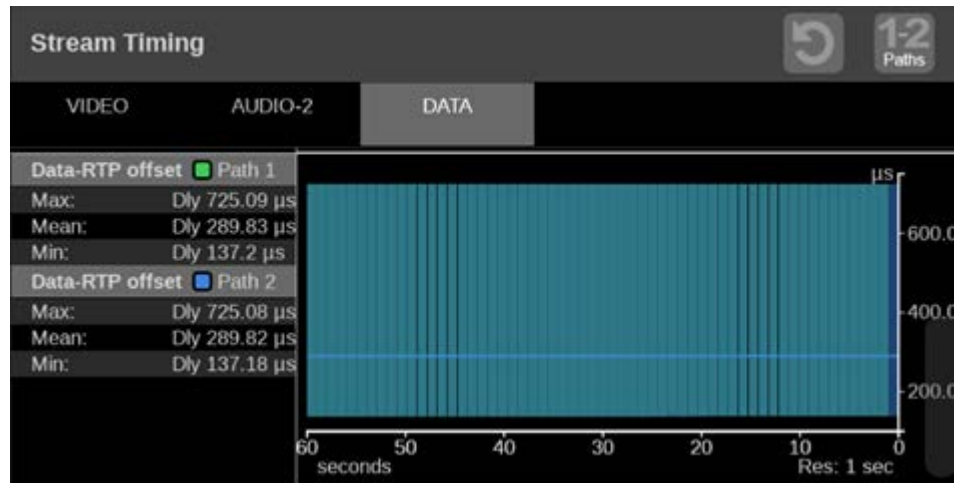 Stream Timing
1-2
Paths
VIDEO AUDIO-2 DATA
Data-RTP offset Path 1
Max: Dly 725.09 µs
Mean: Dly 289.83 µs
Min: Dly 137.2 µs
Data-RTP offset Path 2
Max: Dly 725.08 µs
Mean: Dly 289.82 µs
Min: Dly 137.18 µs
µs
600.0
400.0
200.0
60 50 40 30 20 10 0
seconds Res: 1 sec